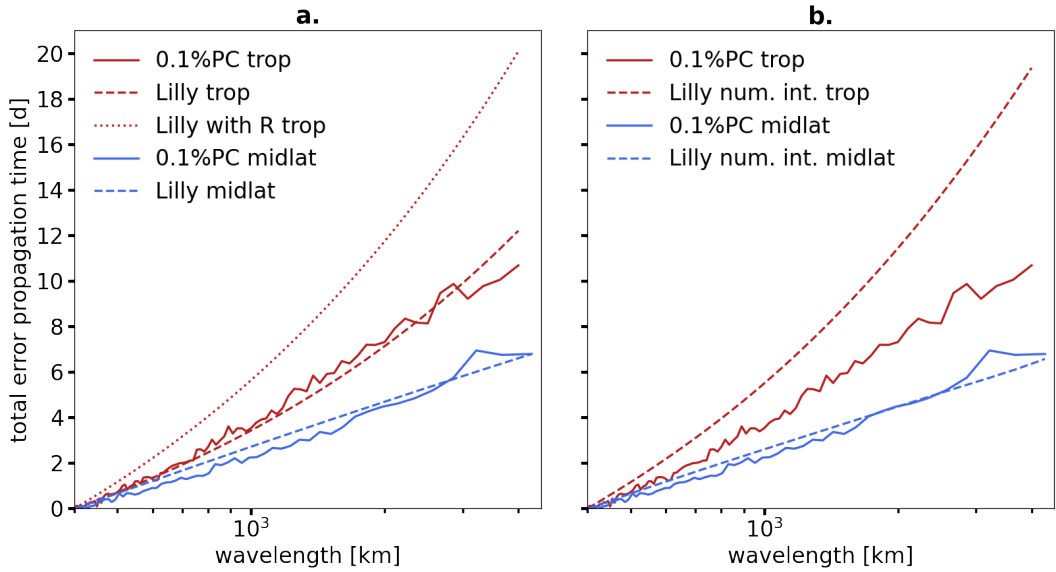 a.
total error propagation time [d]
20
18
16
14
12
10
8
6
4
2
0
0.1%PC trop
Lilly trop
Lilly with R trop
0.1%PC midlat
Lilly midlat
10³
wavelength [km]
b.
0.1%PC trop
Lilly num. int. trop
0.1%PC midlat
Lilly num. int. midlat
10³
wavelength [km]